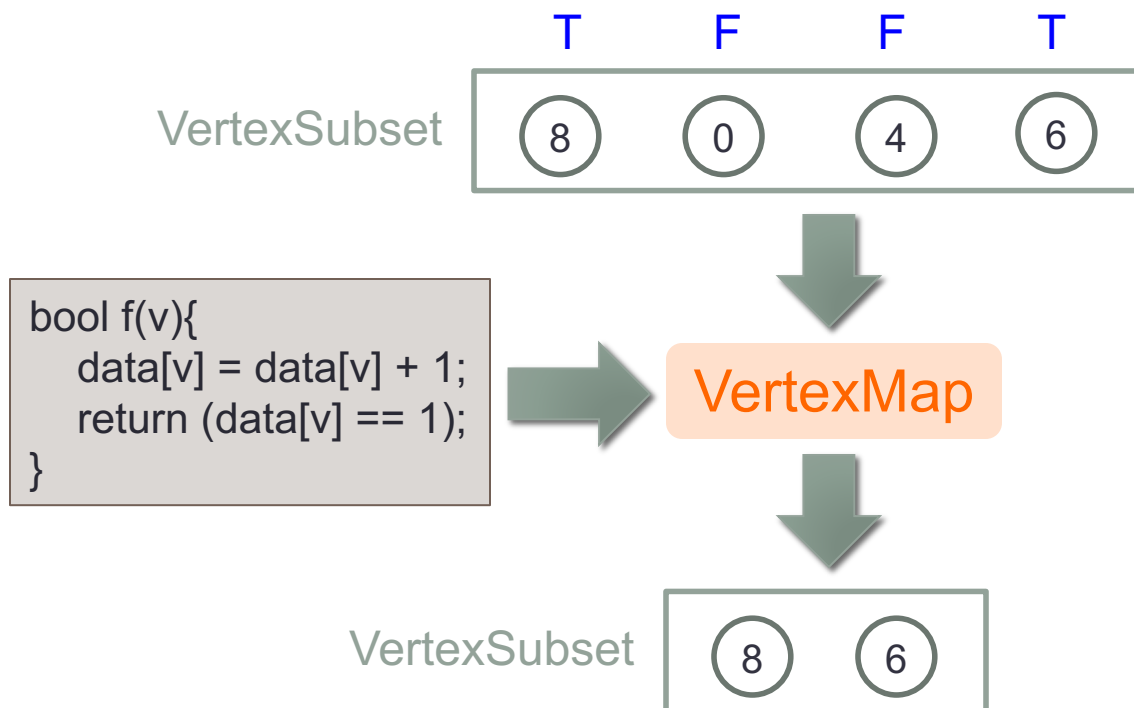 T F F T
VertexSubset 8 0 4 6
bool f(v){
data[v] = data[v] + 1;
return (data[v] == 1);
}
VertexMap
VertexSubset 8 6